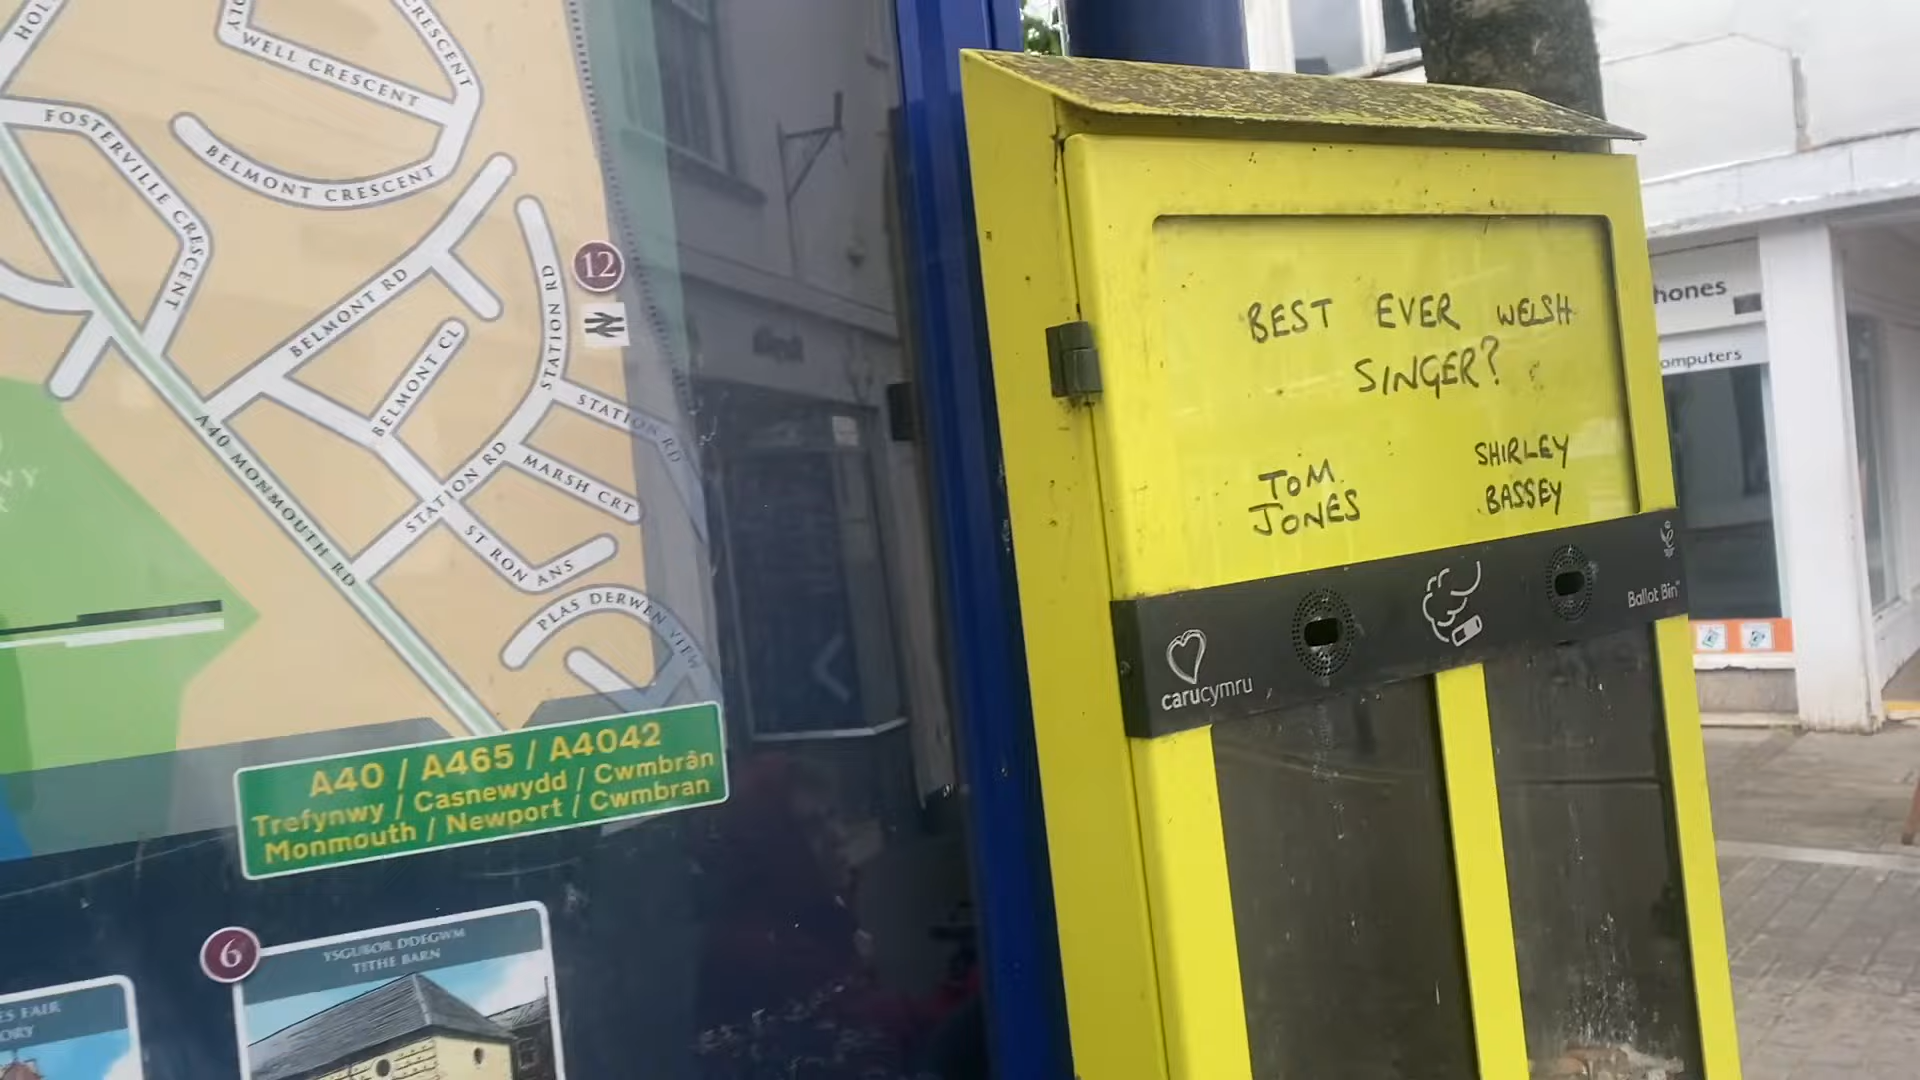 WELL CRESCENT
CRESCENT
FOSTERVILLE CRESCENT
BELMONT CRESCENT
BELMONT RD
BELMONT CL
STATION RD
12
STATION RD
STATION RD
MARSH CRT
ST RON ANS
PLAS DERWEN VIEW
A40 MONMOUTH RD
A40 / A465 / A4042
Trefynwy / Casnewydd / Cwmbrân
Monmouth / Newport / Cwmbran
6
YSGUBOR DDEGWM
TITHE BARN
FAIR
BEST EVER WELSH
SINGER?
TOM
JONES
SHIRLEY
BASSEY
carucymru
Ballot Bin
hones
omputers